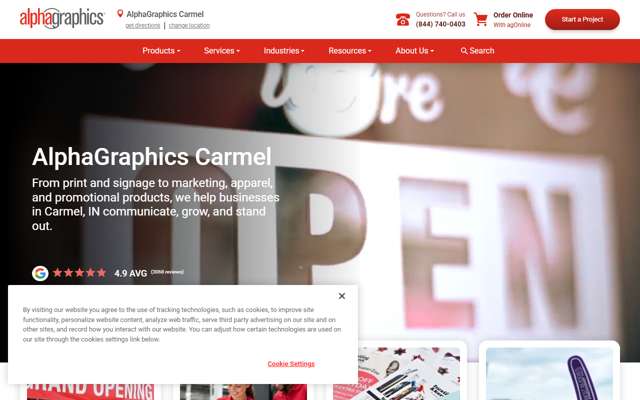 alphagraphics
AlphaGraphics Carmel
get directions | change location
Questions? Call us
(844) 740-0403
Order Online
With agOnline
Start a Project
Products
Services
Industries
Resources
About Us
Search
OPEN
AlphaGraphics Carmel
From print and signage to marketing, apparel,
and promotional products, we help businesses
in Carmel, IN communicate, grow, and stand
out.
4.9 AVG (3050 reviews)
By visiting our website you agree to the use of tracking technologies, such as cookies, to improve site
functionality, personalize website content, analyze web traffic, serve third party advertising on our site and on
other sites, and record how you interact with our website. You can adjust how certain technologies are used on
our site through the cookies settings link below.
Cookie Settings
GRAND OPENING